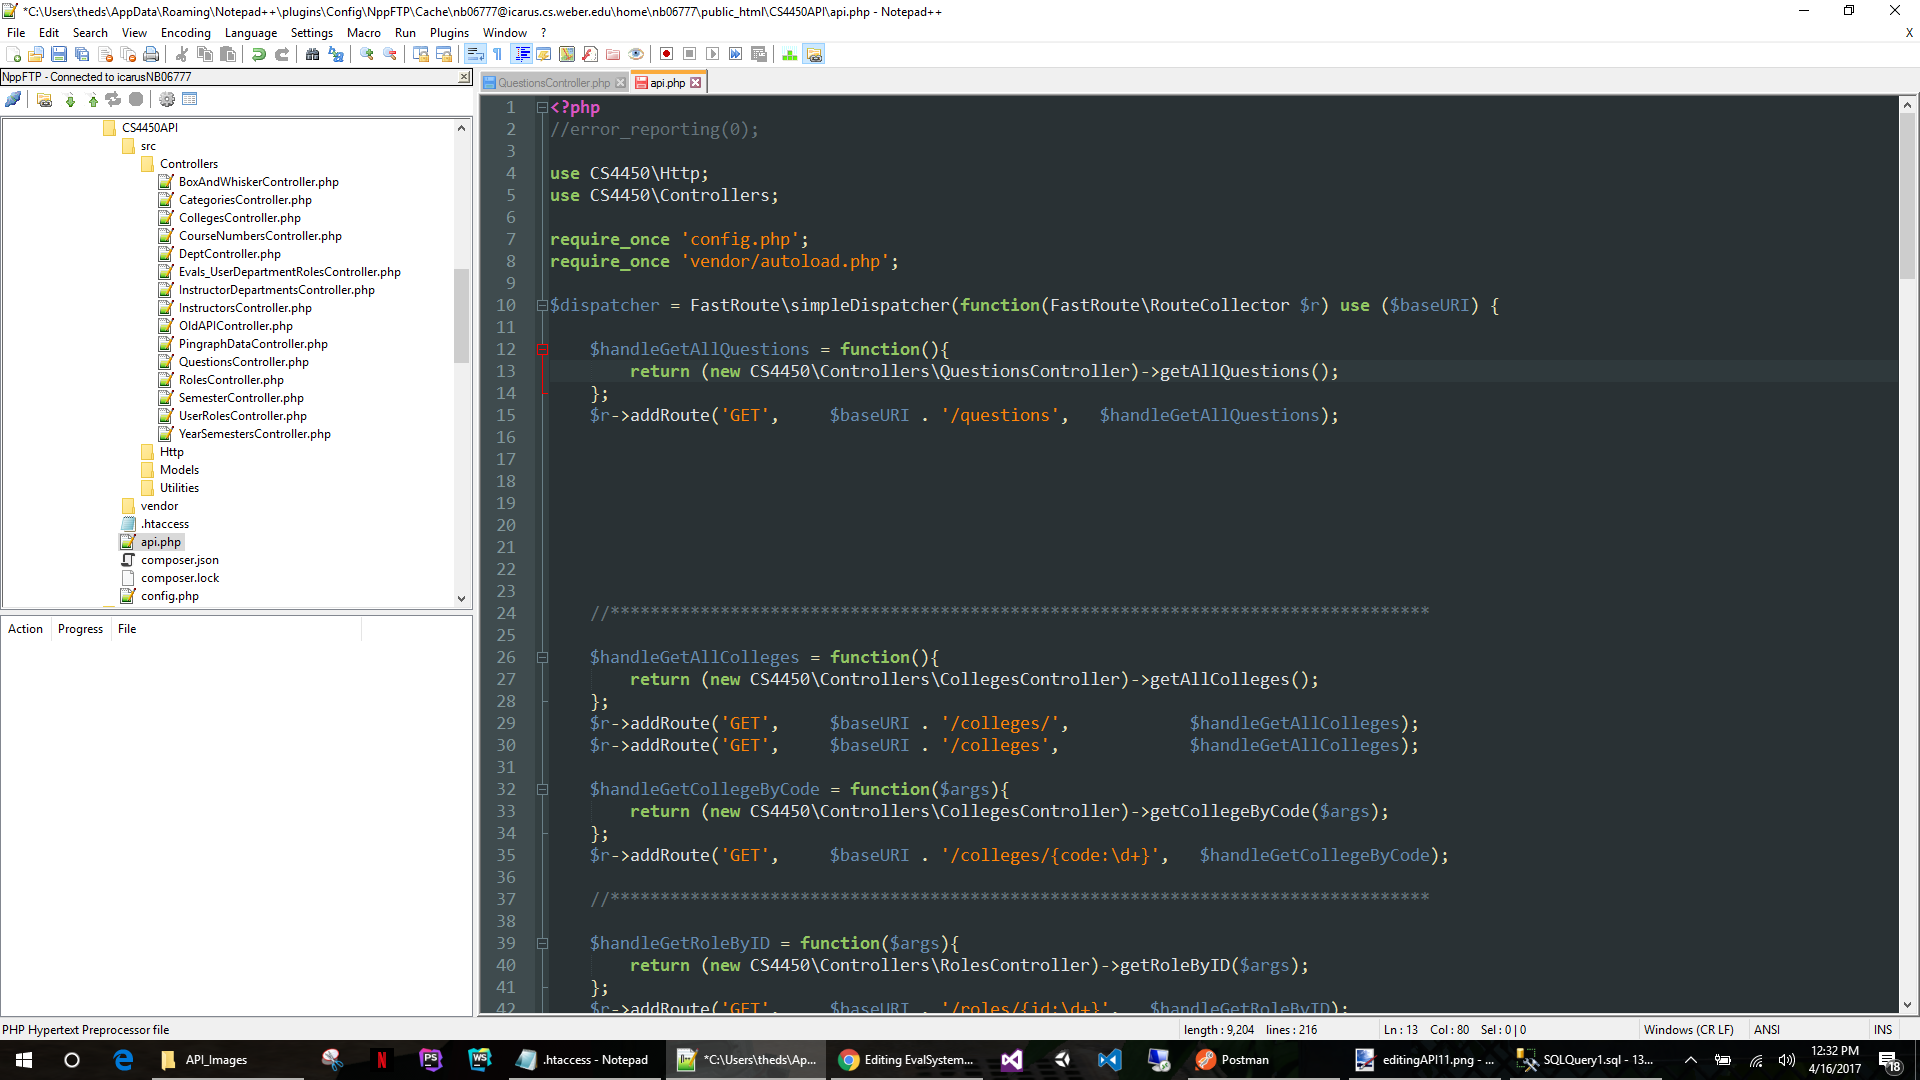 *C:\Users\theds\AppData\Roaming\Notepad++\plugins\Config\NppFTP\Cache\nb06777@icarus.cs.weber.edu\home\nb06777\public_html\CS4450API\api.php - Notepad++
File Edit Search View Encoding Language Settings Macro Run Plugins Window ? X
NppFTP - Connected to icarusNB06777
QuestionsController.php api.php
CS4450API
src
Controllers
BoxAndWhiskerController.php
CategoriesController.php
CollegesController.php
CourseNumbersController.php
DeptController.php
Evals_UserDepartmentRolesController.php
InstructorDepartmentsController.php
InstructorsController.php
OldAPIController.php
PingraphDataController.php
QuestionsController.php
RolesController.php
SemesterController.php
UserRolesController.php
YearSemestersController.php
Http
Models
Utilities
vendor
.htaccess
api.php
composer.json
composer.lock
config.php
Action Progress File
1 <?php
2 //error_reporting(0);
3
4 use CS4450\Http;
5 use CS4450\Controllers;
6
7 require_once 'config.php';
8 require_once 'vendor/autoload.php';
9
10 $dispatcher = FastRoute\simpleDispatcher(function(FastRoute\RouteCollector $r) use ($baseURI) {
11
12 $handleGetAllQuestions = function(){
13 return (new CS4450\Controllers\QuestionsController)->getAllQuestions();
14 };
15 $r->addRoute('GET', $baseURI . '/questions', $handleGetAllQuestions);
16
17
18
19
20
21
22
23
24 //**********************************************************************************
25
26 $handleGetAllColleges = function(){
27 return (new CS4450\Controllers\CollegesController)->getAllColleges();
28 };
29 $r->addRoute('GET', $baseURI . '/colleges/', $handleGetAllColleges);
30 $r->addRoute('GET', $baseURI . '/colleges', $handleGetAllColleges);
31
32 $handleGetCollegeByCode = function($args){
33 return (new CS4450\Controllers\CollegesController)->getCollegeByCode($args);
34 };
35 $r->addRoute('GET', $baseURI . '/colleges/{code:\d+}', $handleGetCollegeByCode);
36
37 //**********************************************************************************
38
39 $handleGetRoleByID = function($args){
40 return (new CS4450\Controllers\RolesController)->getRoleByID($args);
41 };
42 $r->addRoute('GET', $baseURI . '/roles/{id:\d+}', $handleGetRoleByID);
PHP Hypertext Preprocessor file length : 9,204 lines : 216 Ln : 13 Col : 80 Sel : 0 | 0 Windows (CR LF) ANSI INS
API_Images PS WS .htaccess - Notepad *C:\Users\theds\Ap... Editing EvalSystem... Postman editingAPI11.png - ... SQLQuery1.sql - 13... 12:32 PM
4/16/2017 18